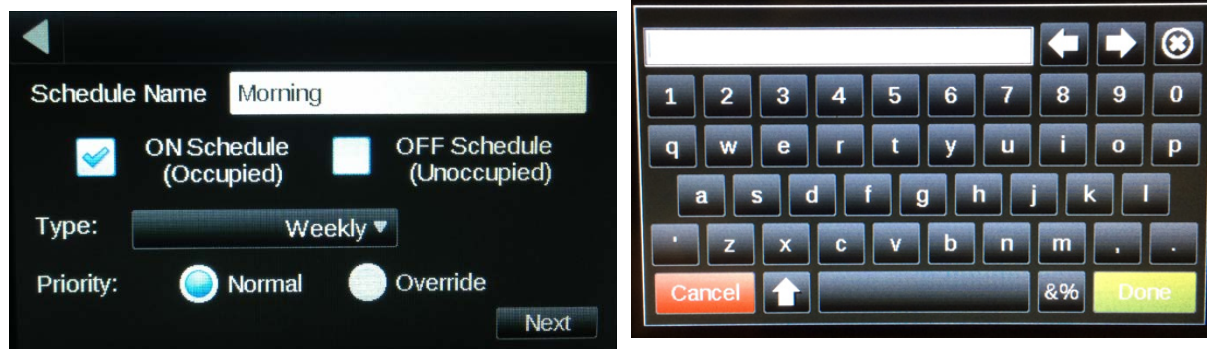 Schedule Name Morning
ON Schedule
(Occupied)
OFF Schedule
(Unoccupied)
Type: Weekly
Priority: Normal Override
Next
1 2 3 4 5 6 7 8 9 0
q w e r t y u i o p
a s d f g h j k l
' z x c v b n m , .
Cancel &% Done